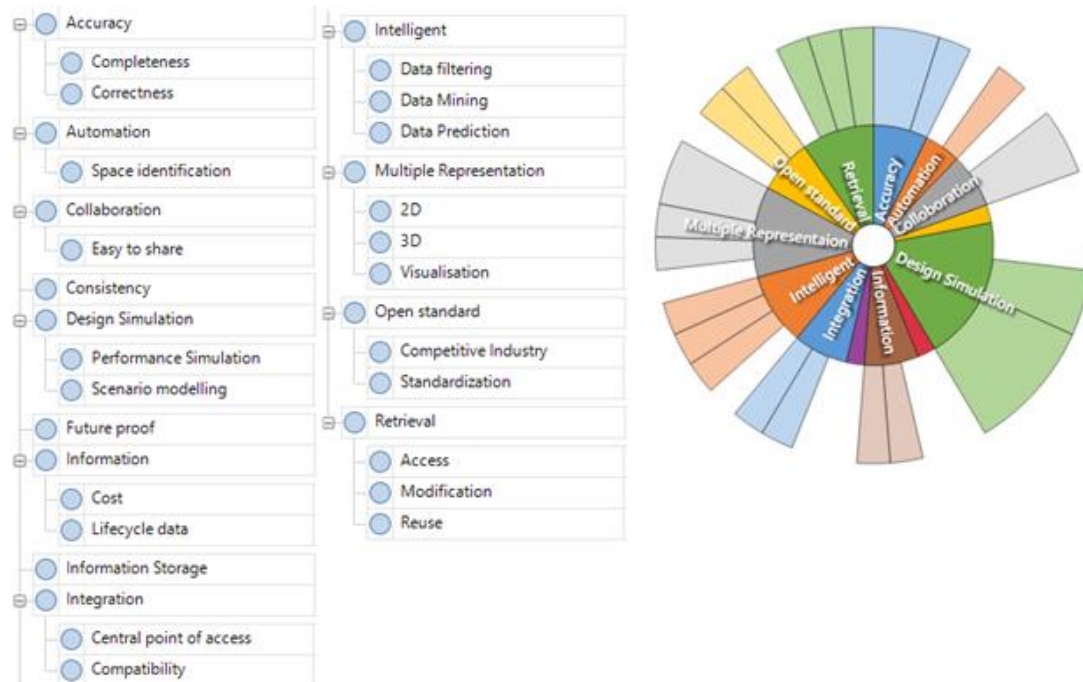 Accuracy
Completeness
Correctness
Automation
Space identification
Collaboration
Easy to share
Consistency
Design Simulation
Performance Simulation
Scenario modelling
Future proof
Information
Cost
Lifecycle data
Information Storage
Integration
Central point of access
Compatibility
Intelligent
Data filtering
Data Mining
Data Prediction
Multiple Representation
2D
3D
Visualisation
Open standard
Competitive Industry
Standardization
Retrieval
Access
Modification
Reuse
Accuracy
Automation
Collaboration
Design Simulation
Information
Integration
Intelligent
Multiple Representaion
Open standard
Retrieval